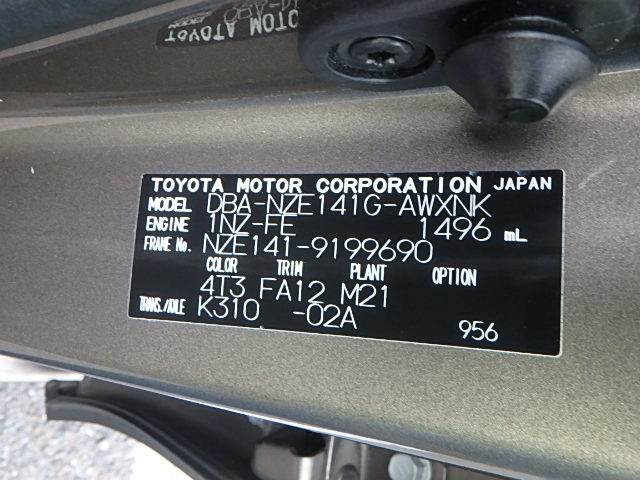 TOYOTA MOTOR CORPORATION JAPAN
MODEL DBA-NZE141G-AWXNK
ENGINE 1NZ-FE 1496 mL
FRAME No. NZE141-9199690
COLOR TRIM PLANT OPTION
4T3 FA12 M21
TRANS./AXLE K310 -02A
956